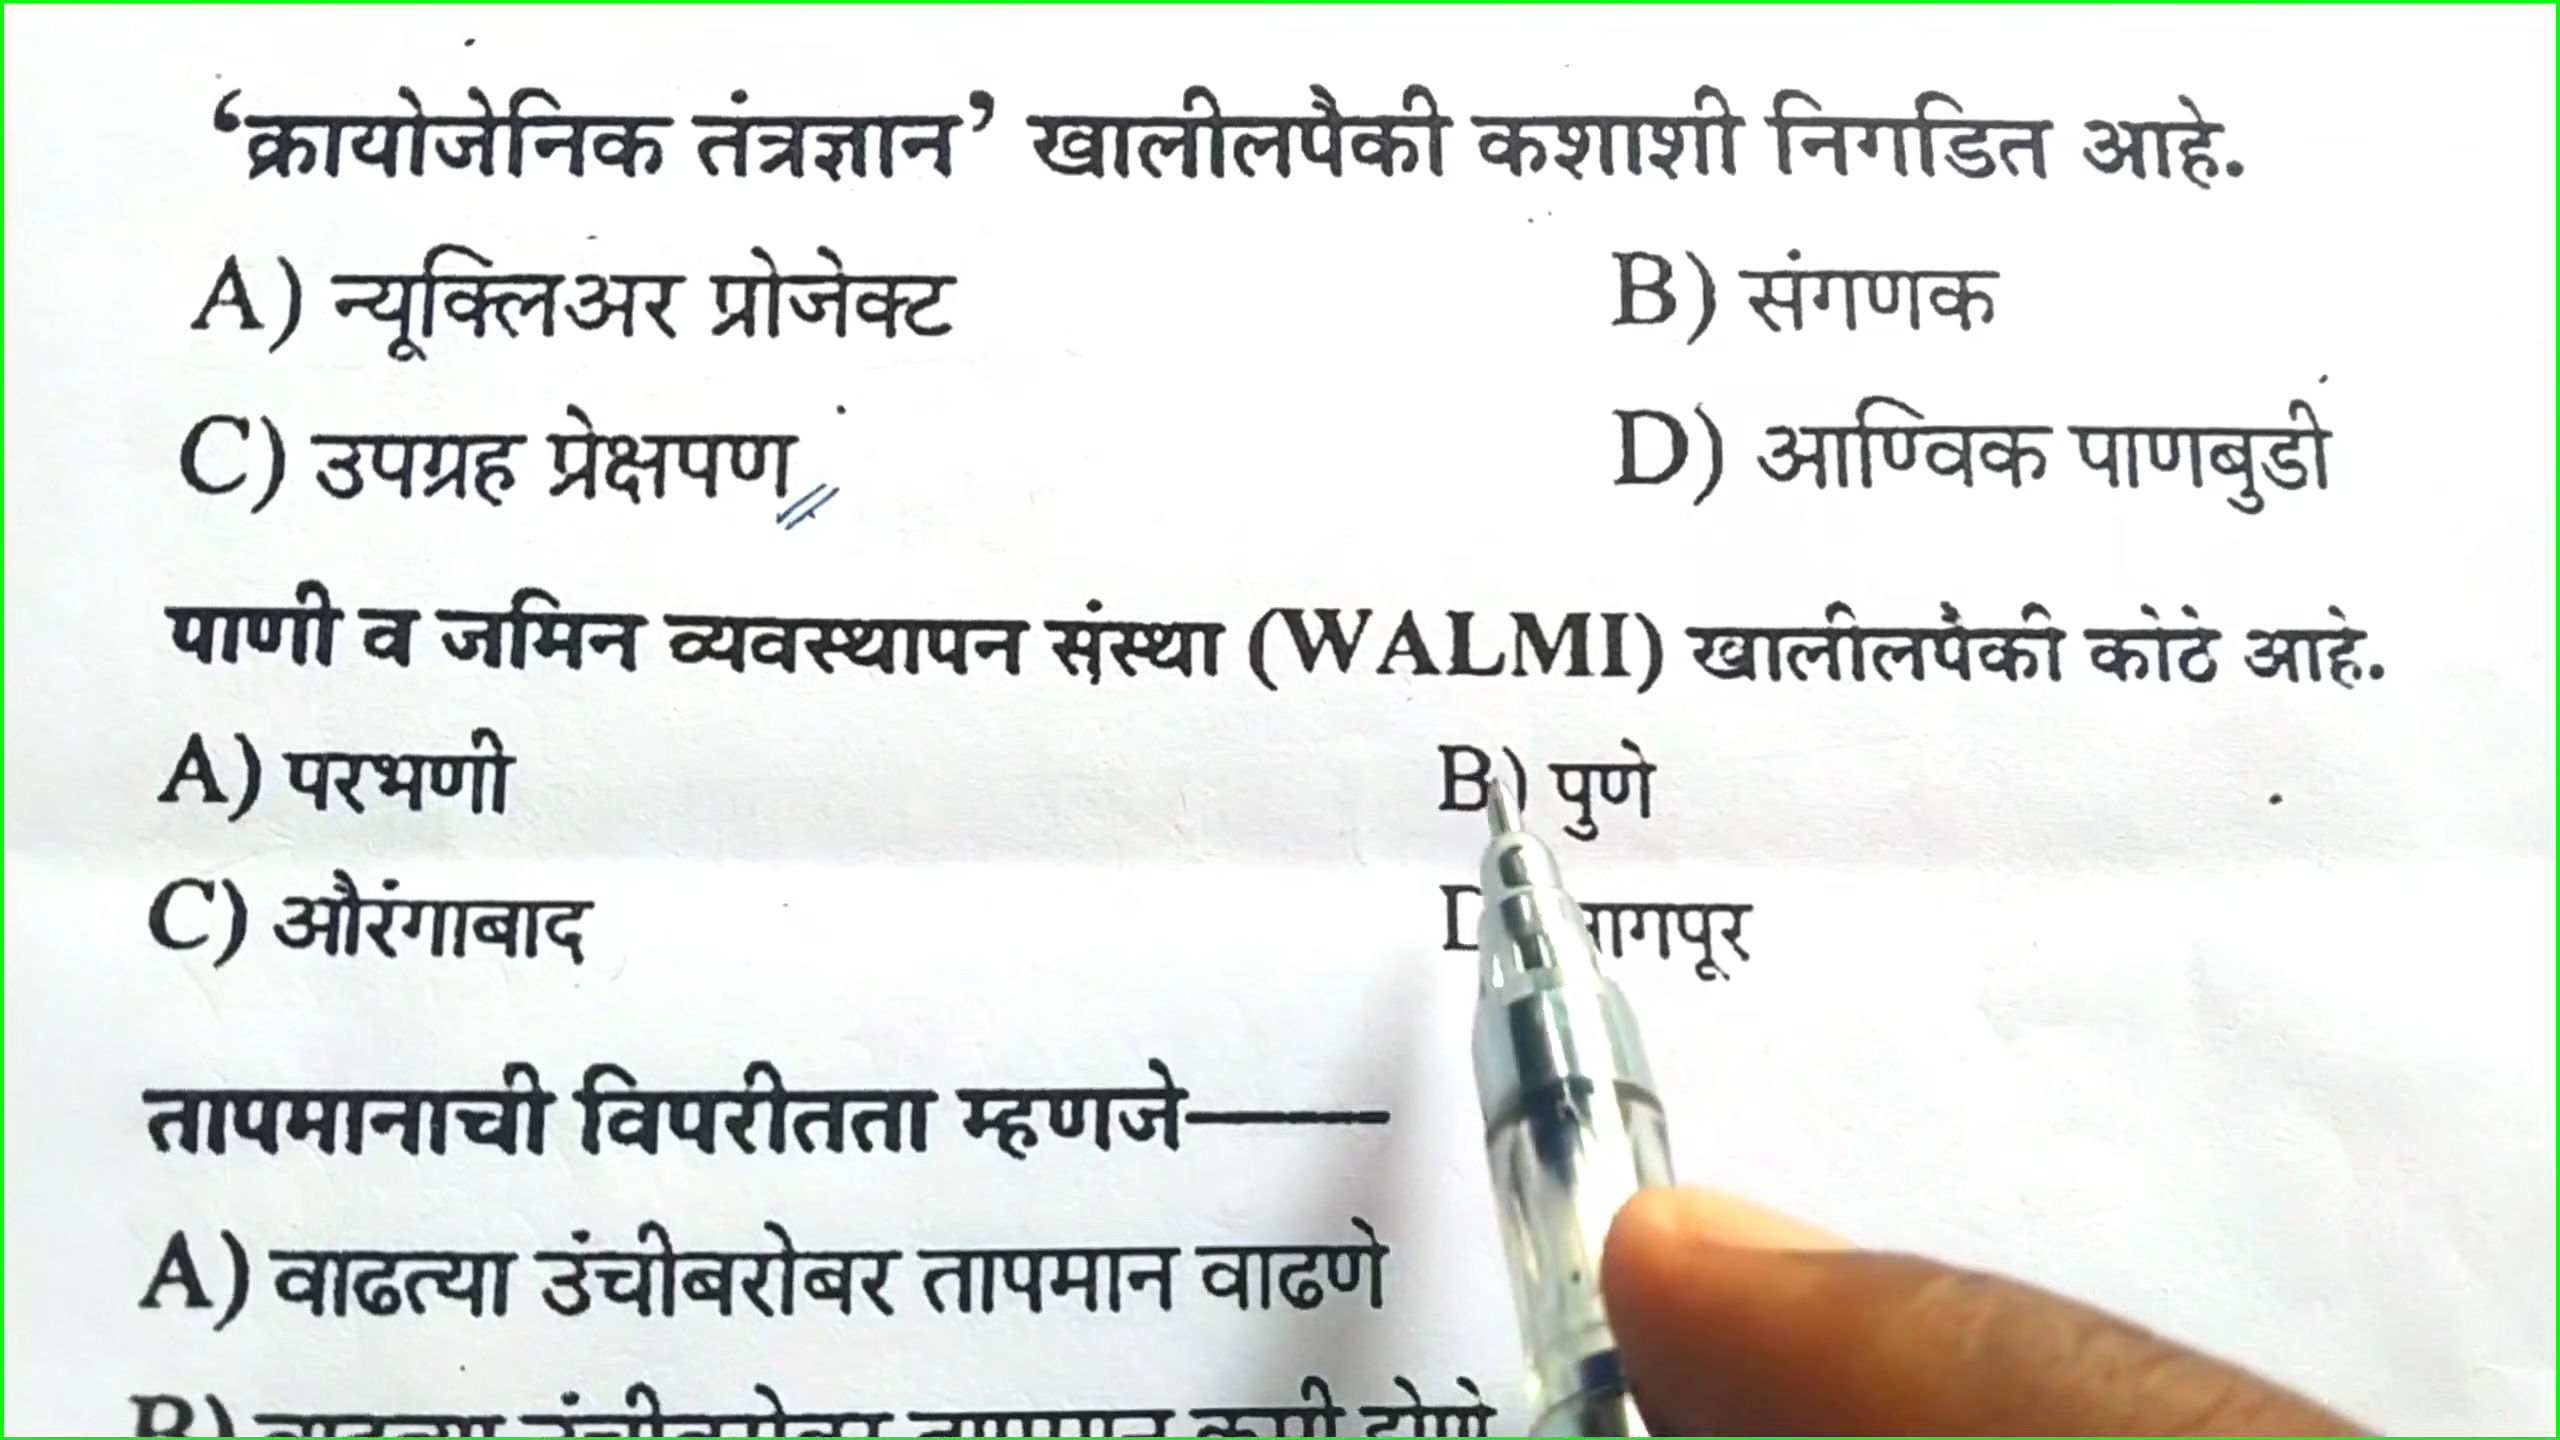 ‘क्रायोजेनिक तंत्रज्ञान’ खालीलपैकी कशाशी निगडित आहे.
A) न्यूक्लिअर प्रोजेक्ट B) संगणक
C) उपग्रह प्रेक्षपण D) आण्विक पाणबुडी
पाणी व जमिन व्यवस्थापन संस्था (WALMI) खालीलपैकी कोठे आहे.
A) परभणी B) पुणे
C) औरंगाबाद
तापमानाची विपरीतता म्हणजे——
A) वाढत्या उंचीबरोबर तापमान वाढणे